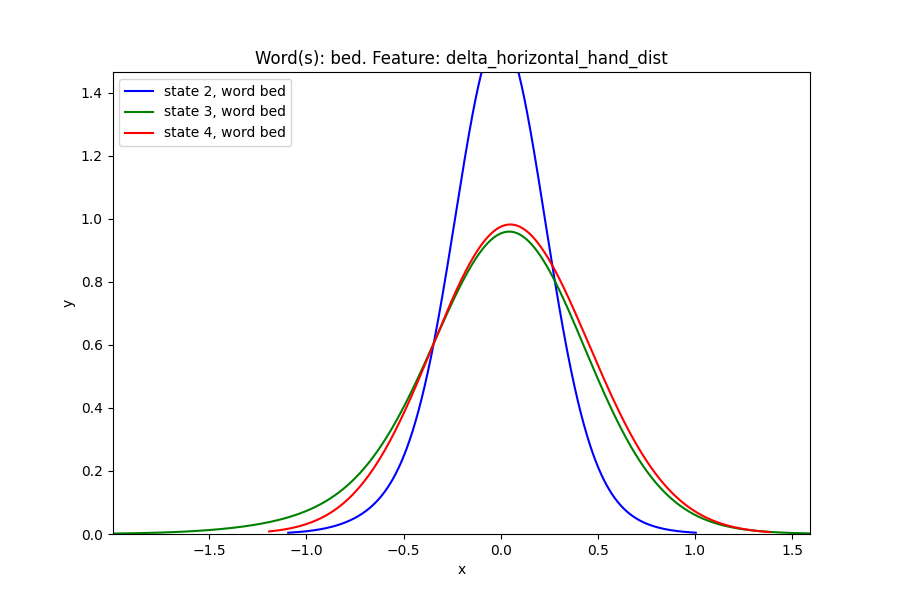 Word(s): bed. Feature: delta_horizontal_hand_dist
state 2, word bed
state 3, word bed
state 4, word bed
1.4
1.2
1.0
0.8
0.6
0.4
0.2
0.0
y
−1.5 −1.0 −0.5 0.0 0.5 1.0 1.5
x